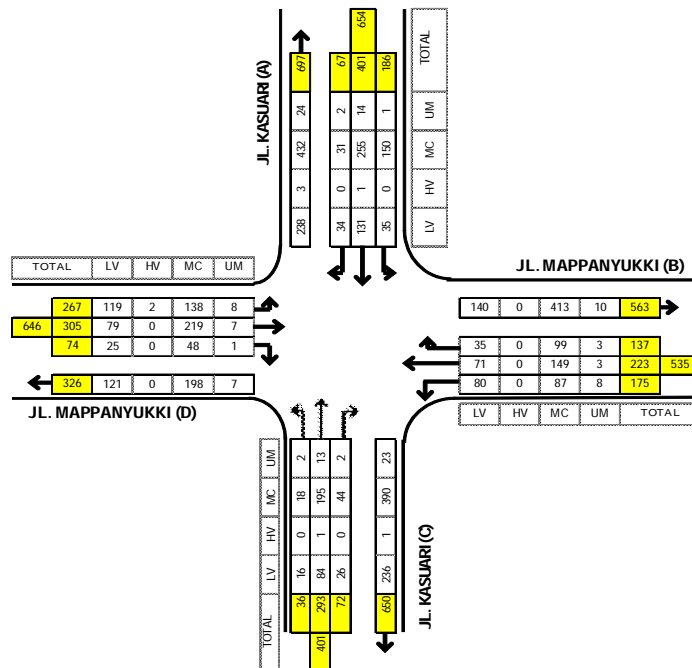 JL. KASUARI (A)
697 24 432 3 238
654
67 2 31 0 34
401 14 255 1 131
186 1 150 0 35
TOTAL UM MC HV LV
TOTAL LV HV MC UM
267 119 2 138 8
646 305 79 0 219 7
74 25 0 48 1
326 121 0 198 7
JL. MAPPANYUKKI (D)
JL. MAPPANYUKKI (B)
140 0 413 10 563
35 0 99 3 137
71 0 149 3 223 535
80 0 87 8 175
LV HV MC UM TOTAL
TOTAL LV HV MC UM
36 16 0 18 2
401 293 84 1 195 13
72 26 0 44 2
650 236 1 390 23
JL. KASUARI (C)